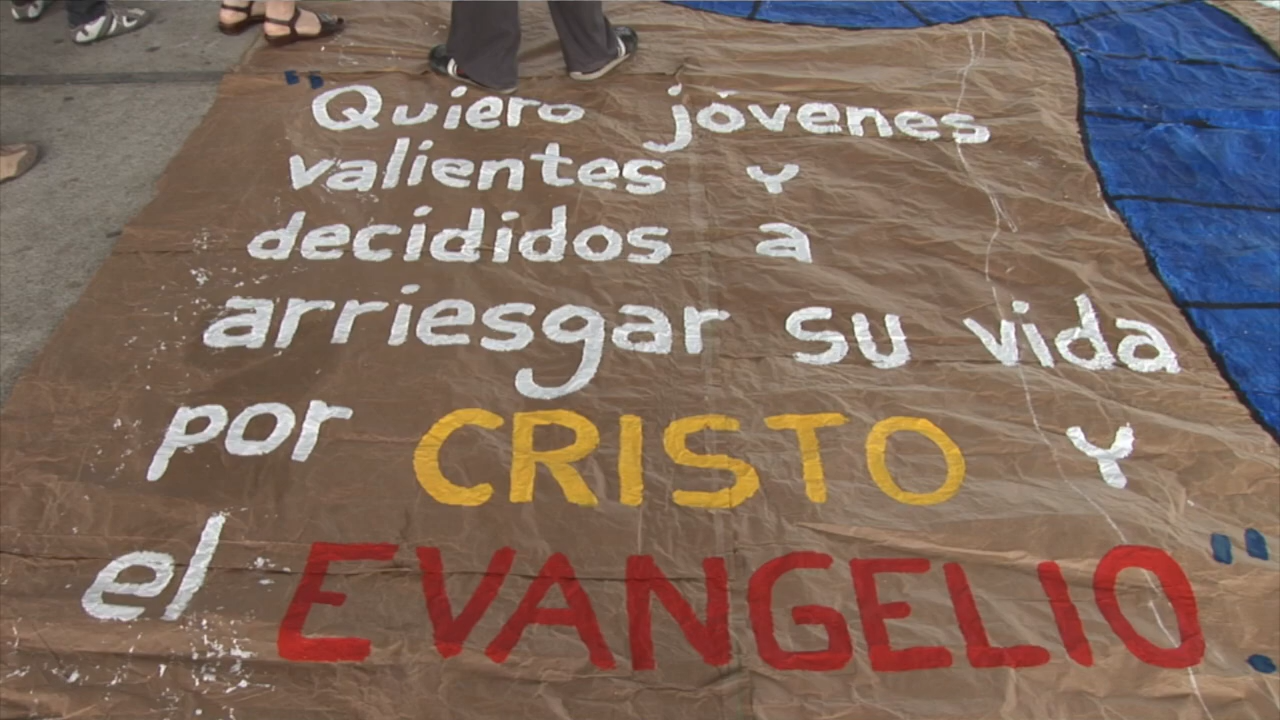 "Quiero jóvenes
valientes y
decididos a
arriesgar su vida
por CRISTO y
el EVANGELIO"